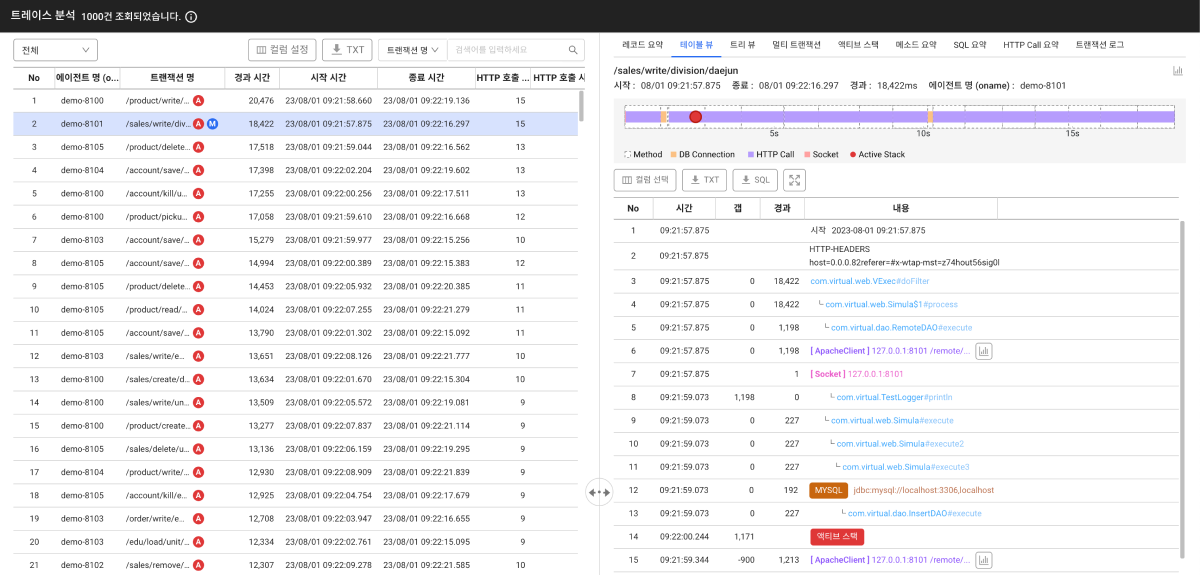 트레이스 분석 1000건 조회되었습니다.
전체
컬럼 설정
TXT
트랜잭션 명
검색어를 입력하세요
No 에이전트 명 (o... 트랜잭션 명 경과 시간 시작 시간 종료 시간 HTTP 호출 ... HTTP 호출 시
1 demo-8100 /product/write/... A 20,476 23/08/01 09:21:58.660 23/08/01 09:22:19.136 15
2 demo-8101 /sales/write/div... A M 18,422 23/08/01 09:21:57.875 23/08/01 09:22:16.297 15
3 demo-8105 /product/delete... A 17,518 23/08/01 09:21:59.044 23/08/01 09:22:16.562 13
4 demo-8104 /account/save/... A 17,398 23/08/01 09:22:02.204 23/08/01 09:22:19.602 13
5 demo-8100 /account/kill/u... A 17,255 23/08/01 09:22:00.256 23/08/01 09:22:17.511 13
6 demo-8100 /product/picku... A 17,058 23/08/01 09:21:59.610 23/08/01 09:22:16.668 12
7 demo-8103 /account/save/... A 15,279 23/08/01 09:21:59.977 23/08/01 09:22:15.256 10
8 demo-8105 /account/save/... A 14,994 23/08/01 09:22:00.389 23/08/01 09:22:15.383 12
9 demo-8105 /product/delete... A 14,453 23/08/01 09:22:05.932 23/08/01 09:22:20.385 11
10 demo-8105 /product/read/... A 14,024 23/08/01 09:22:07.255 23/08/01 09:22:21.279 11
11 demo-8105 /account/save/... A 13,790 23/08/01 09:22:01.302 23/08/01 09:22:15.092 11
12 demo-8103 /sales/write/e... A 13,651 23/08/01 09:22:08.126 23/08/01 09:22:21.777 10
13 demo-8100 /sales/create/d... A 13,634 23/08/01 09:22:01.670 23/08/01 09:22:15.304 10
14 demo-8100 /sales/write/un... A 13,509 23/08/01 09:22:05.572 23/08/01 09:22:19.081 9
15 demo-8100 /product/create... A 13,277 23/08/01 09:22:07.837 23/08/01 09:22:21.114 9
16 demo-8105 /sales/delete/u... A 13,136 23/08/01 09:22:06.159 23/08/01 09:22:19.295 9
17 demo-8104 /product/write/... A 12,930 23/08/01 09:22:08.909 23/08/01 09:22:21.839 10
18 demo-8105 /account/kill/e... A 12,925 23/08/01 09:22:04.754 23/08/01 09:22:17.679 9
19 demo-8103 /order/write/e... A 12,708 23/08/01 09:22:03.947 23/08/01 09:22:16.655 9
20 demo-8103 /edu/load/unit/... A 12,334 23/08/01 09:22:02.761 23/08/01 09:22:15.095 9
21 demo-8102 /sales/remove/... A 12,307 23/08/01 09:22:09.278 23/08/01 09:22:21.585 10
레코드 요약 테이블 뷰 트리 뷰 멀티 트랜잭션 액티브 스택 메소드 요약 SQL 요약 HTTP Call 요약 트랜잭션 로그
/sales/write/division/daejun
시작 : 08/01 09:21:57.875 종료 : 08/01 09:22:16.297 경과 : 18,422ms 에이전트 명 (oname) : demo-8101
5s 10s 15s
Method DB Connection HTTP Call Socket Active Stack
컬럼 선택
TXT
SQL
No 시간 갭 경과 내용
1 09:21:57.875 시작 2023-08-01 09:21:57.875
2 09:21:57.875 HTTP-HEADERS
host=0.0.0.82referer=#x-wtap-mst=z74hout56sig0l
3 09:21:57.875 0 18,422 com.virtual.web.VExec#doFilter
4 09:21:57.875 0 18,422 com.virtual.web.Simula$1#process
5 09:21:57.875 0 1,198 com.virtual.dao.RemoteDAO#execute
6 09:21:57.875 0 1,198 [ ApacheClient ] 127.0.0.1:8101 /remote/...
7 09:21:57.875 1 [ Socket ] 127.0.0.1:8101
8 09:21:59.073 1,198 0 com.virtual.TestLogger#println
9 09:21:59.073 0 227 com.virtual.web.Simula#execute
10 09:21:59.073 0 227 com.virtual.web.Simula#execute2
11 09:21:59.073 0 227 com.virtual.web.Simula#execute3
12 09:21:59.073 0 192 MYSQL jdbc:mysql://localhost:3306,localhost
13 09:21:59.073 0 227 com.virtual.dao.InsertDAO#execute
14 09:22:00.244 1,171 액티브 스택
15 09:21:59.344 -900 1,213 [ ApacheClient ] 127.0.0.1:8101 /remote/...